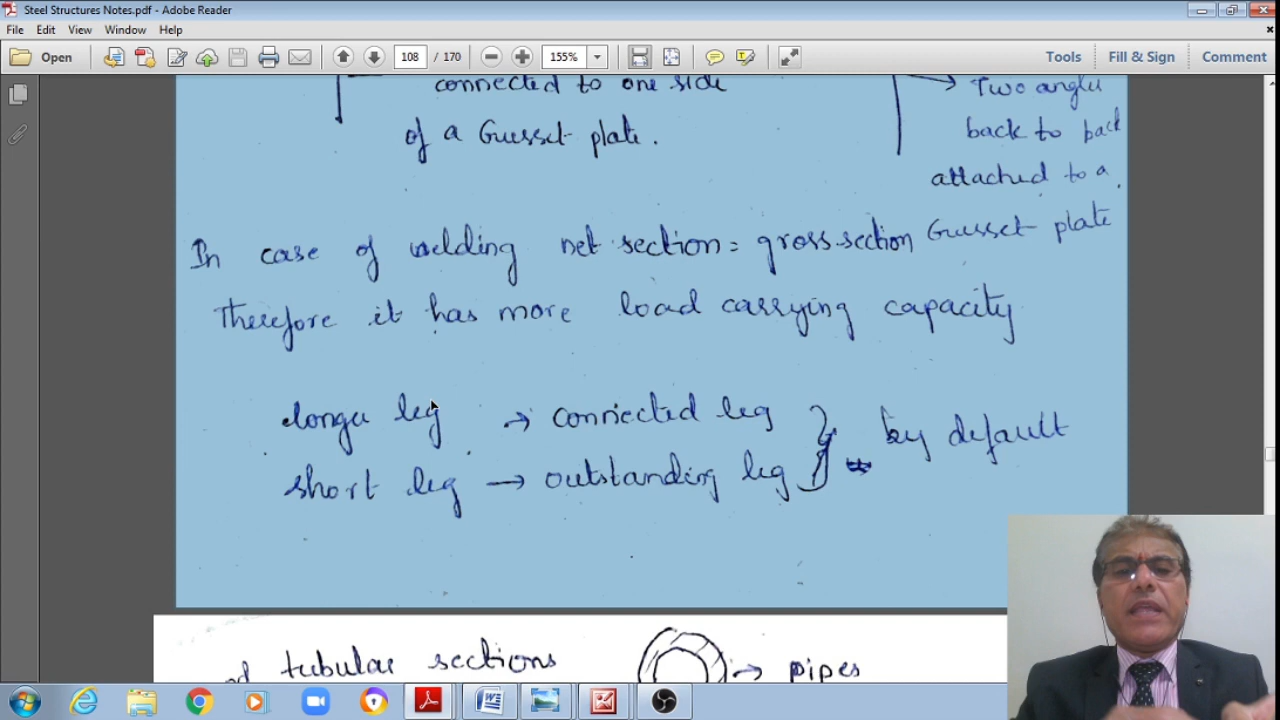 Steel Structures Notes.pdf - Adobe Reader
File Edit View Window Help
Open 108 / 170 155% Tools Fill & Sign Comment
connected to one side
of a Gusset plate.
Two angles
back to back
attached to a
Gusset plate
In case of welding net section = gross section
Therefore it has more load carrying capacity
longer leg → connected leg
short leg → outstanding leg
by default
of tubular sections
→ pipes